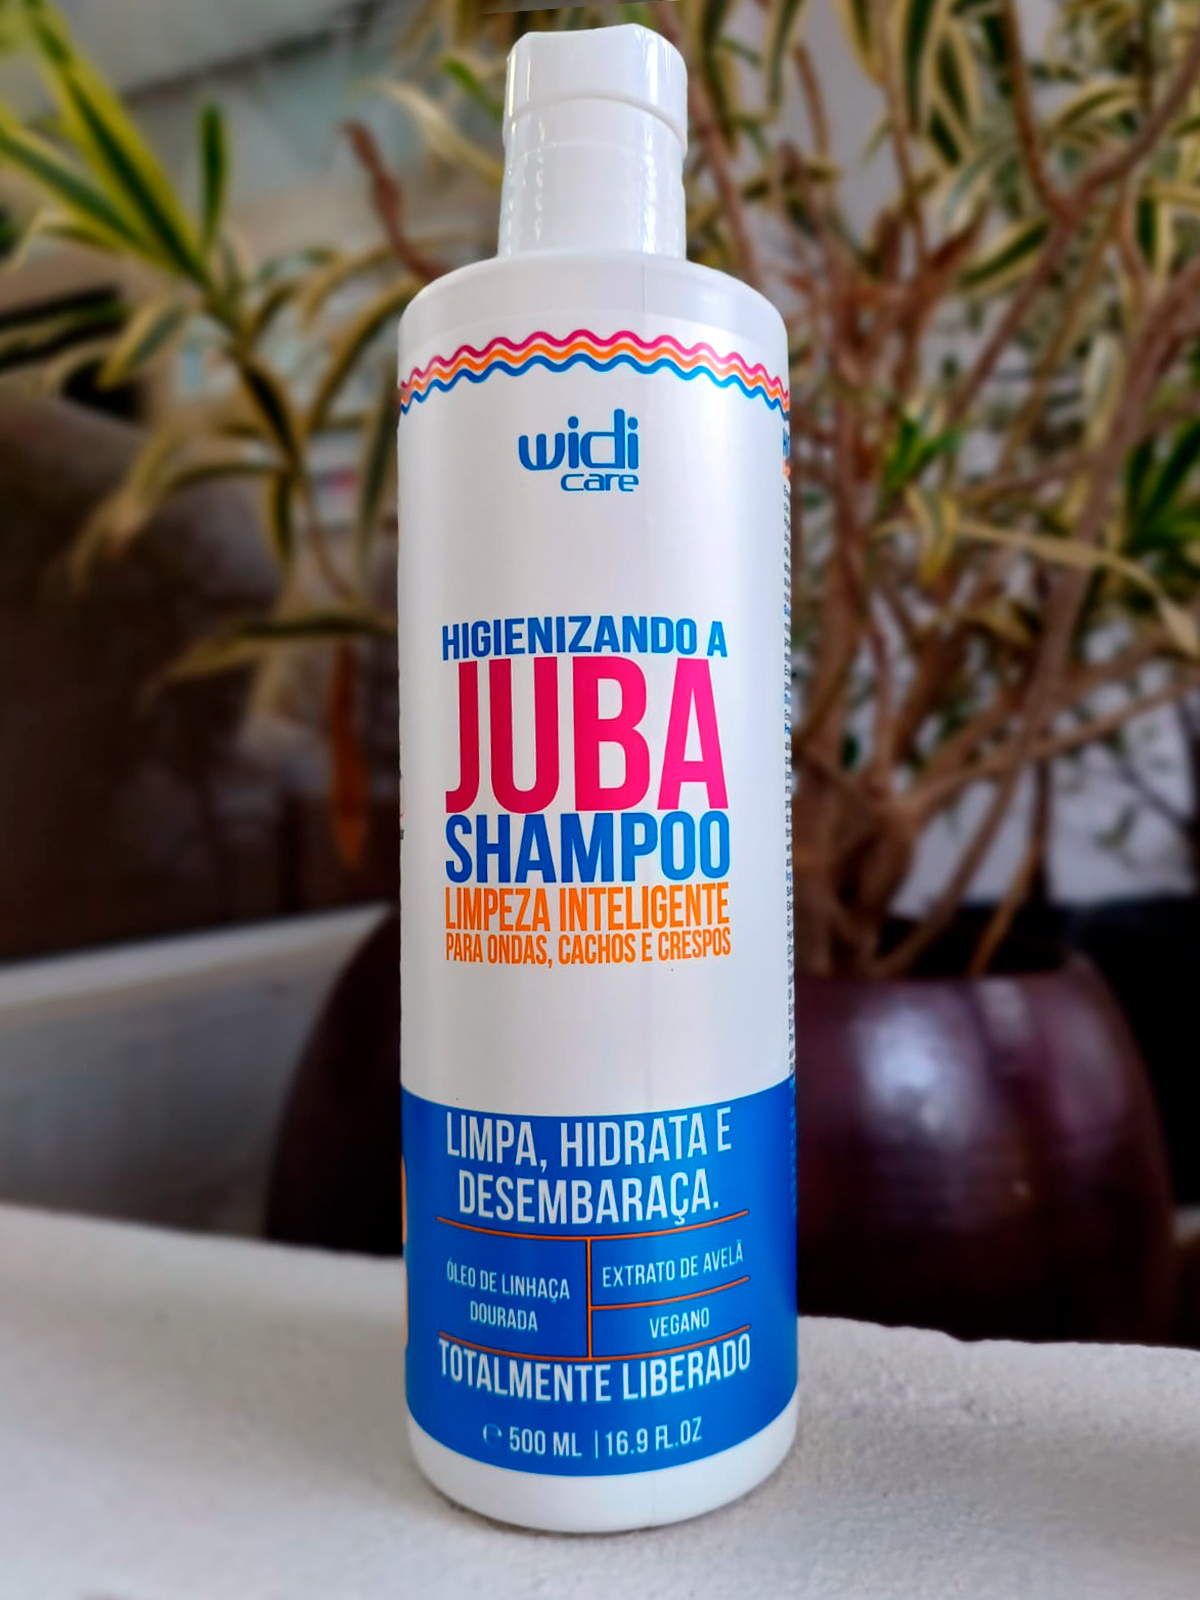 widi
care
HIGIENIZANDO A
JUBA
SHAMPOO
LIMPEZA INTELIGENTE
PARA ONDAS, CACHOS E CRESPOS
LIMPA, HIDRATA E
DESEMBARAÇA.
ÓLEO DE LINHAÇA
DOURADA
EXTRATO DE AVELÃ
VEGANO
TOTALMENTE LIBERADO
℮ 500 ML | 16.9 FL.OZ